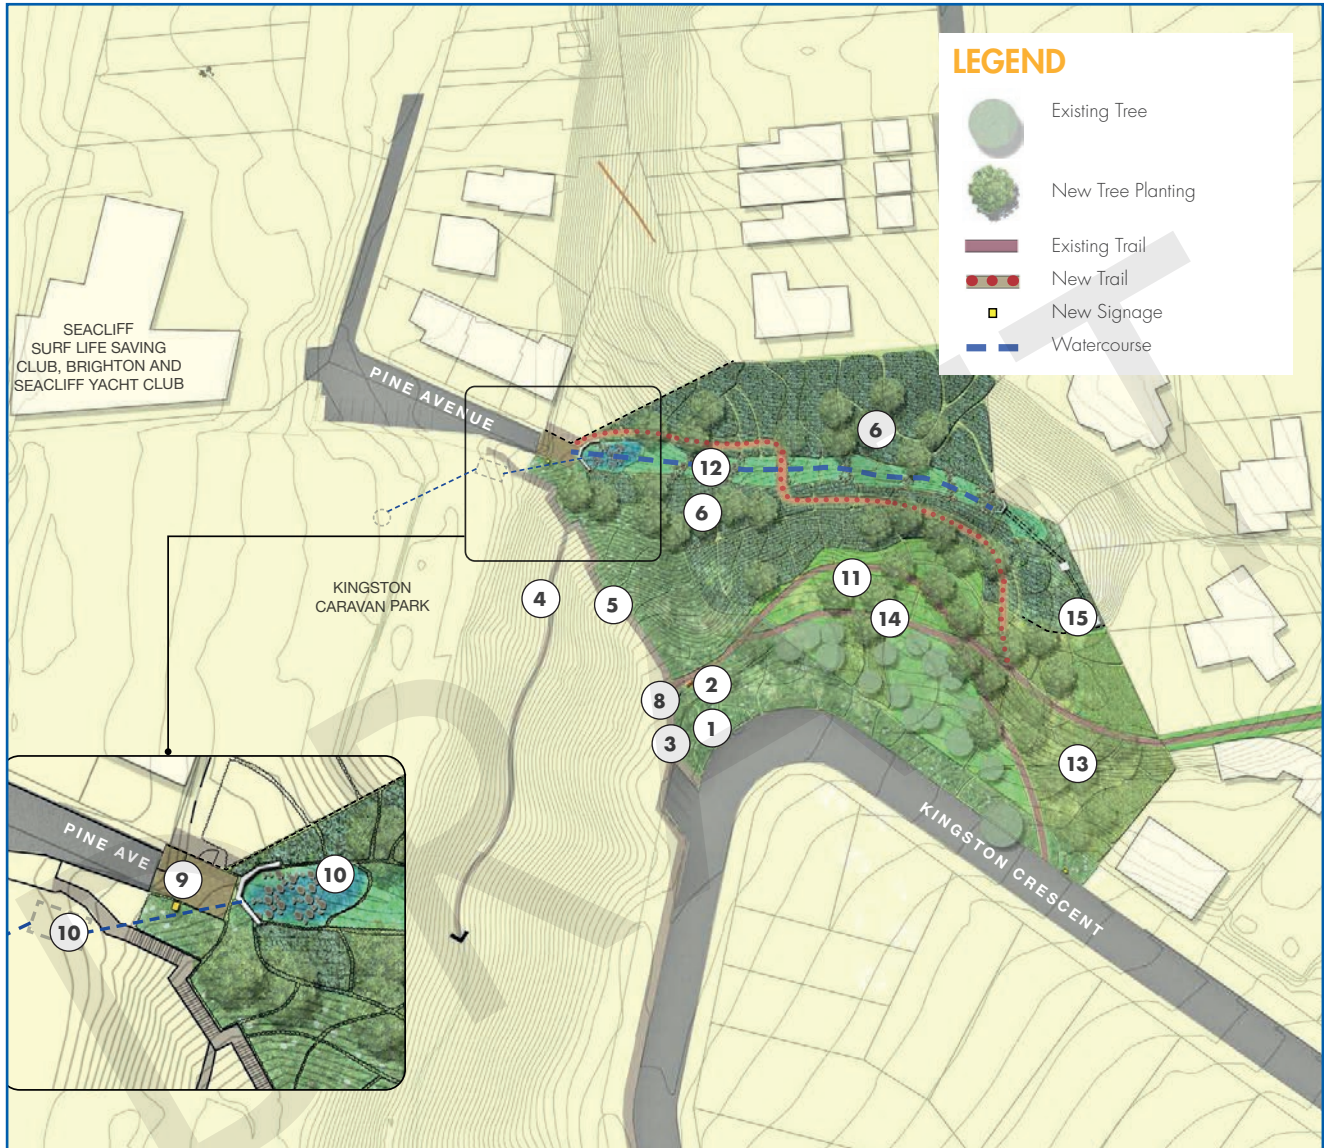 LEGEND
Existing Tree
New Tree Planting
Existing Trail
New Trail
New Signage
Watercourse
SEACLIFF
SURF LIFE SAVING
CLUB, BRIGHTON AND
SEACLIFF YACHT CLUB
PINE AVENUE
6
12
6
KINGSTON
CARAVAN PARK
4
5
11
14
15
2
8
1
3
13
KINGSTON CRESCENT
PINE AVE
9
10
10
DRAFT